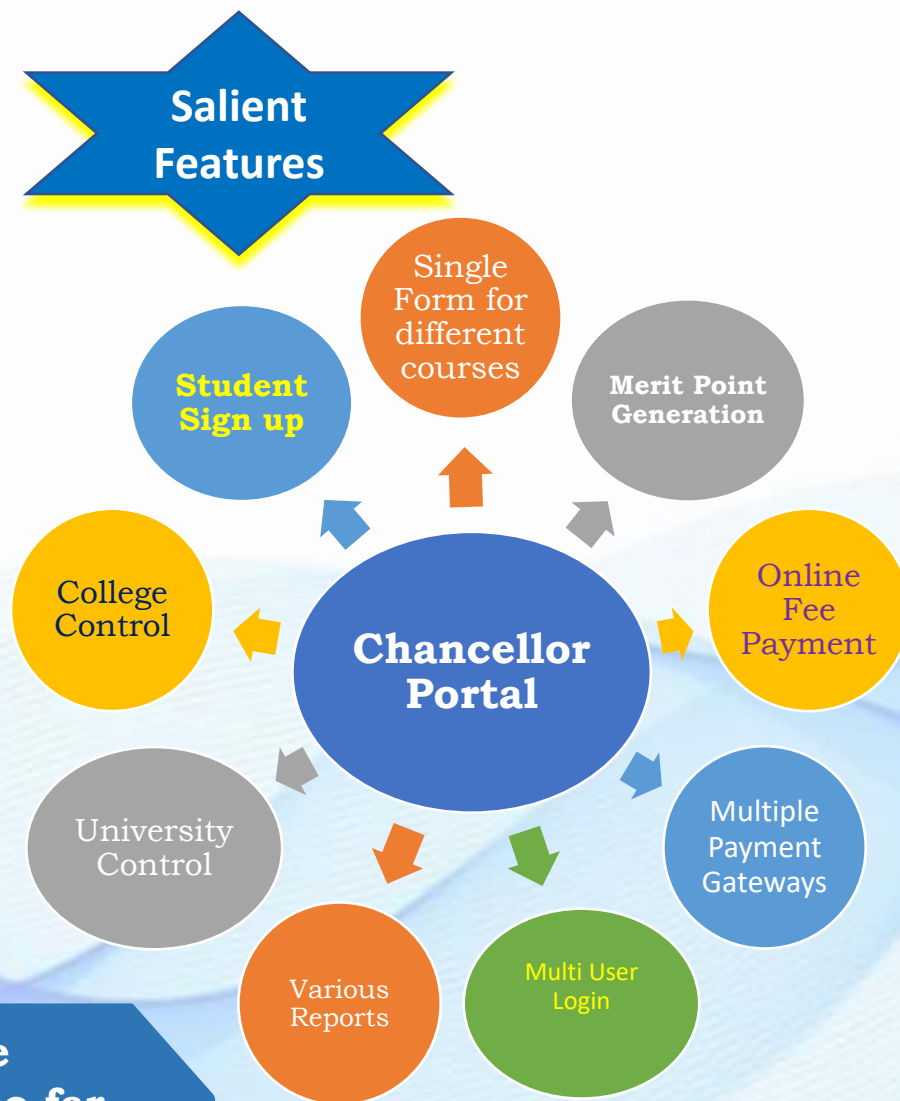 Salient
Features
Single
Form for
different
courses
Student
Sign up
Merit Point
Generation
College
Control
Online
Fee
Payment
Chancellor
Portal
University
Control
Multiple
Payment
Gateways
Various
Reports
Multi User
Login